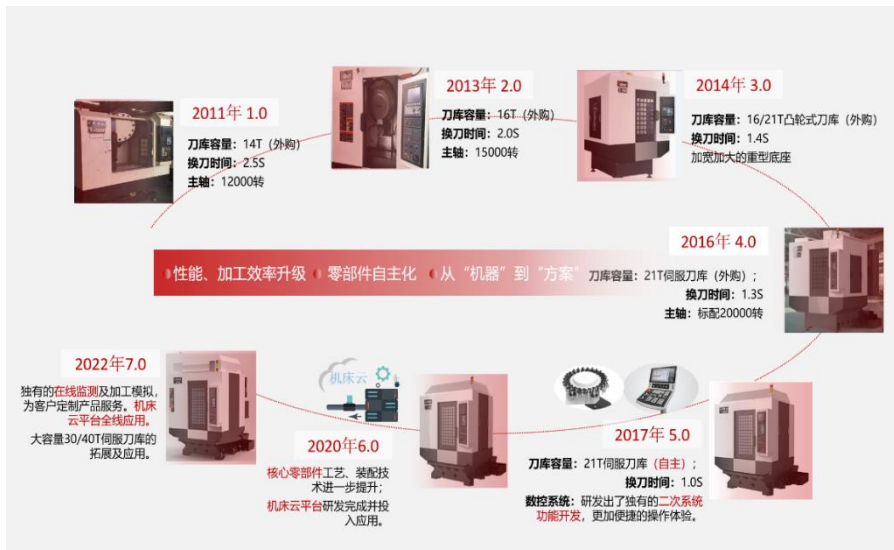 2011年 1.0
刀库容量：14T（外购）
换刀时间：2.5S
主轴：12000转
2013年 2.0
刀库容量：16T（外购）
换刀时间：2.0S
主轴：15000转
2014年 3.0
刀库容量：16/21T凸轮式刀库（外购）
换刀时间：1.4S
加宽加大的重型底座
2016年 4.0
刀库容量：21T伺服刀库（外购）；
换刀时间：1.3S
主轴：标配20000转
性能、加工效率升级 零部件自主化 从“机器”到“方案”
2017年 5.0
刀库容量：21T伺服刀库（自主）；
换刀时间：1.0S
数控系统：研发出了独有的二次系统
功能开发，更加便捷的操作体验。
机床云
2020年6.0
核心零部件工艺、装配技
术进一步提升；
机床云平台研发完成并投
入应用。
2022年7.0
独有的在线监测及加工模拟，
为客户定制产品服务。机床
云平台全线应用。
大容量30/40T伺服刀库的
拓展及应用。